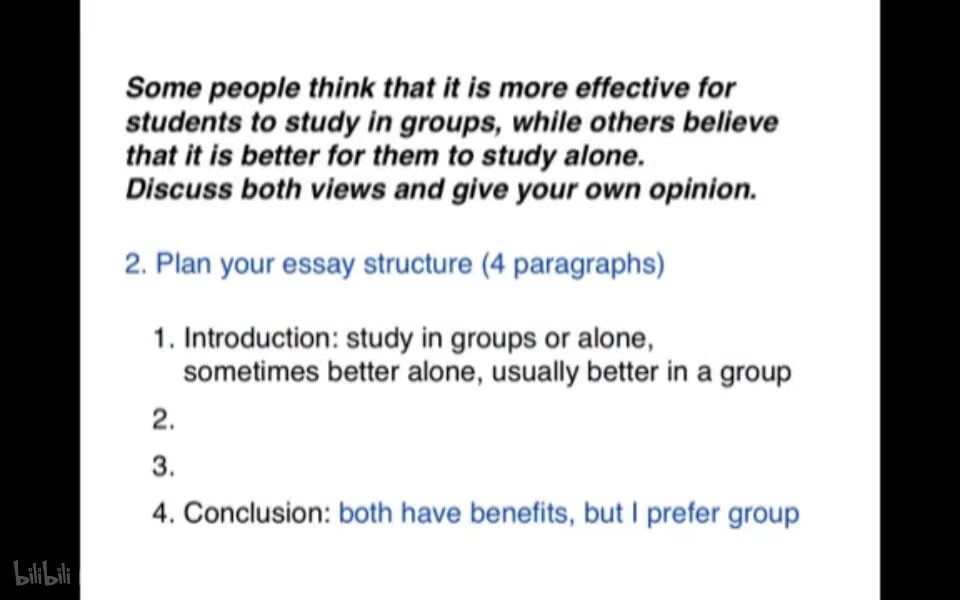 Some people think that it is more effective for
students to study in groups, while others believe
that it is better for them to study alone.
Discuss both views and give your own opinion.
2. Plan your essay structure (4 paragraphs)
1. Introduction: study in groups or alone,
sometimes better alone, usually better in a group
2.
3.
4. Conclusion: both have benefits, but I prefer group
bilibili